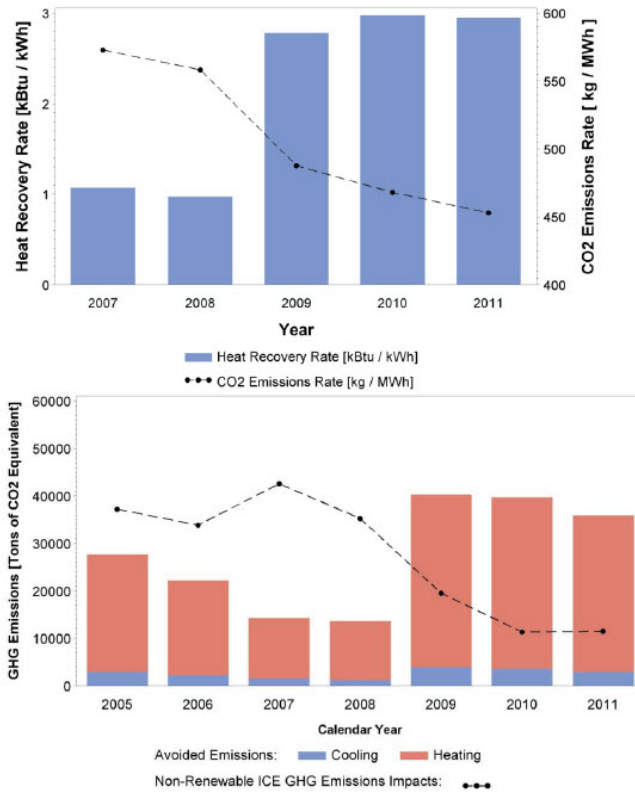 Heat Recovery Rate [kBtu / kWh]
3
2
1
0
600
550
500
450
400
CO2 Emissions Rate [ kg / MWh]
2007 2008 2009 2010 2011
Year
Heat Recovery Rate [kBtu / kWh]
CO2 Emissions Rate [kg / MWh]
GHG Emissions [Tons of CO2 Equivalent]
60000
50000
40000
30000
20000
10000
0
2005 2006 2007 2008 2009 2010 2011
Calendar Year
Avoided Emissions: Cooling Heating
Non-Renewable ICE GHG Emissions Impacts: